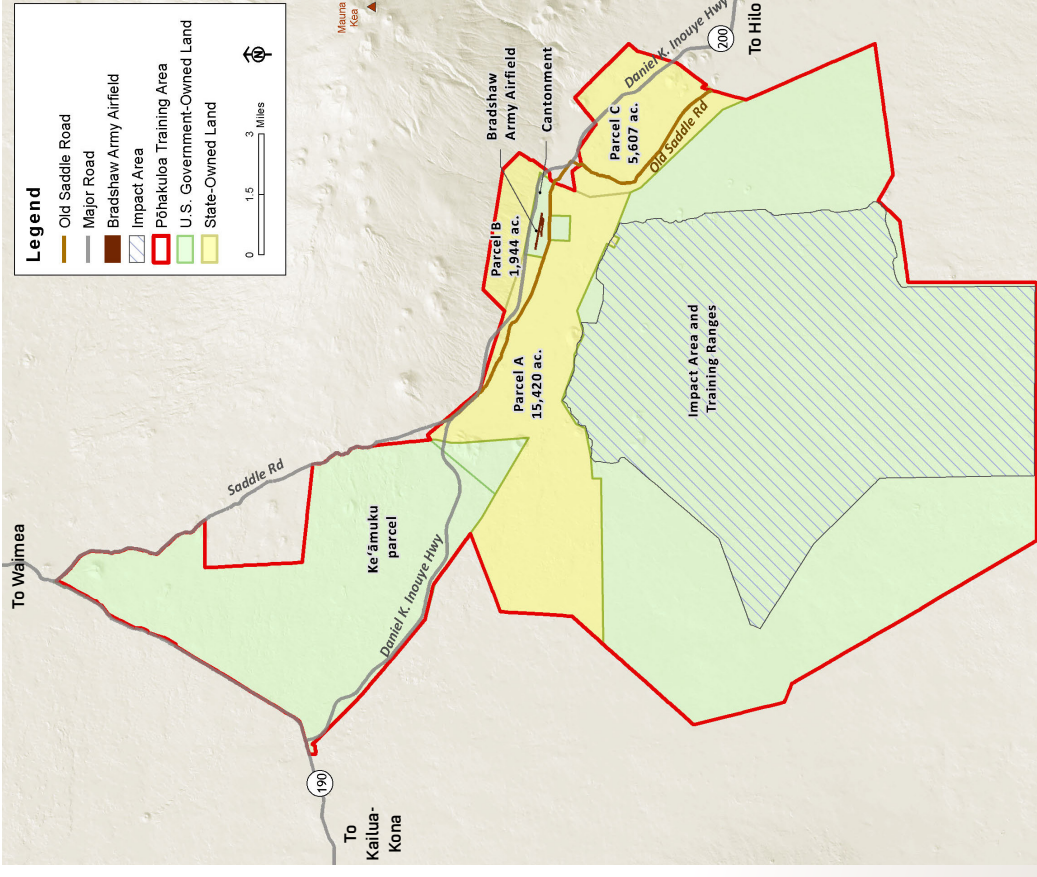 Legend
Old Saddle Road
Major Road
Bradshaw Army Airfield
Impact Area
Pōhakuloa Training Area
U.S. Government-Owned Land
State-Owned Land
N
0 1.5 3 Miles
Mauna
Kea
To Waimea
Saddle Rd
Keʻāmuku
parcel
Daniel K. Inouye Hwy
190
To
Kailua-
Kona
Parcel A
15,420 ac.
Parcel B
1,944 ac.
Bradshaw
Army Airfield
Cantonment
Parcel C
5,607 ac.
Old Saddle Rd
Daniel K. Inouye Hwy
200
To Hilo
Impact Area and
Training Ranges